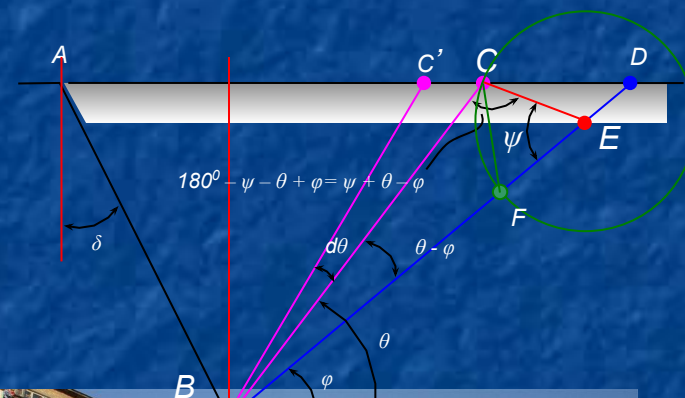 A
C’
C
D
E
ψ
180⁰ – ψ – θ + φ = ψ + θ – φ
F
δ
dθ
θ - φ
θ
B
φ